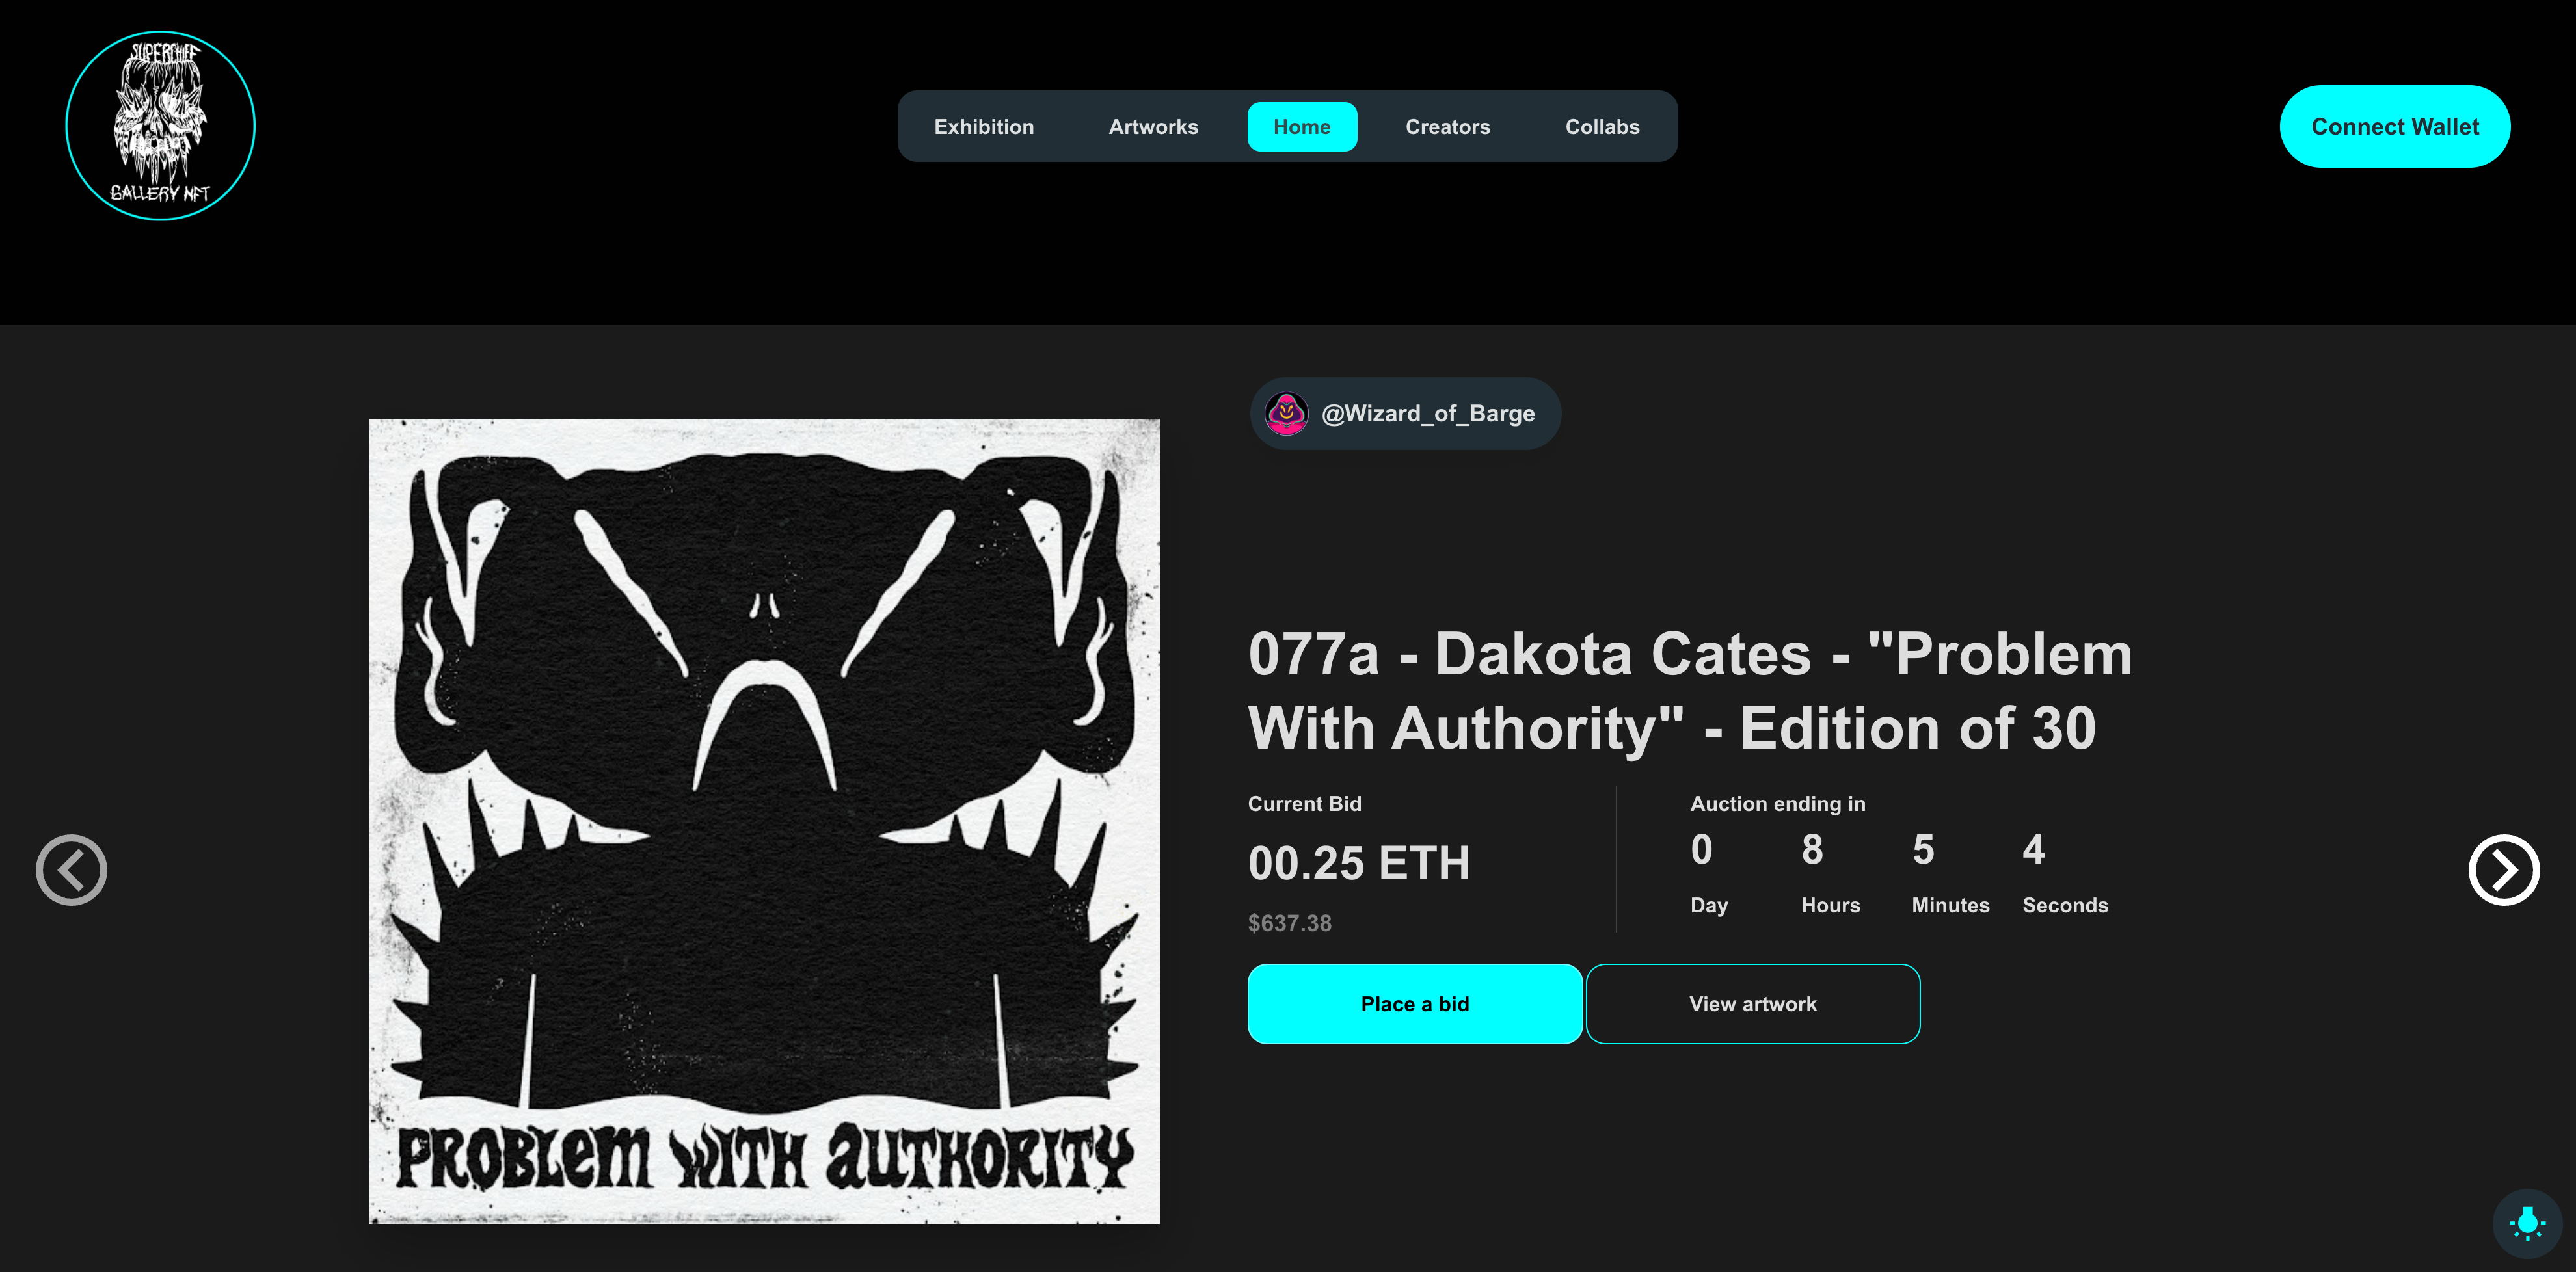 SUPERCHIEF
GALLERY NFT
Exhibition
Artworks
Home
Creators
Collabs
Connect Wallet
@Wizard_of_Barge
PROBLEM WITH AUTHORITY
077a - Dakota Cates - "Problem
With Authority" - Edition of 30
Current Bid
00.25 ETH
$637.38
Auction ending in
0 8 5 4
Day Hours Minutes Seconds
Place a bid
View artwork